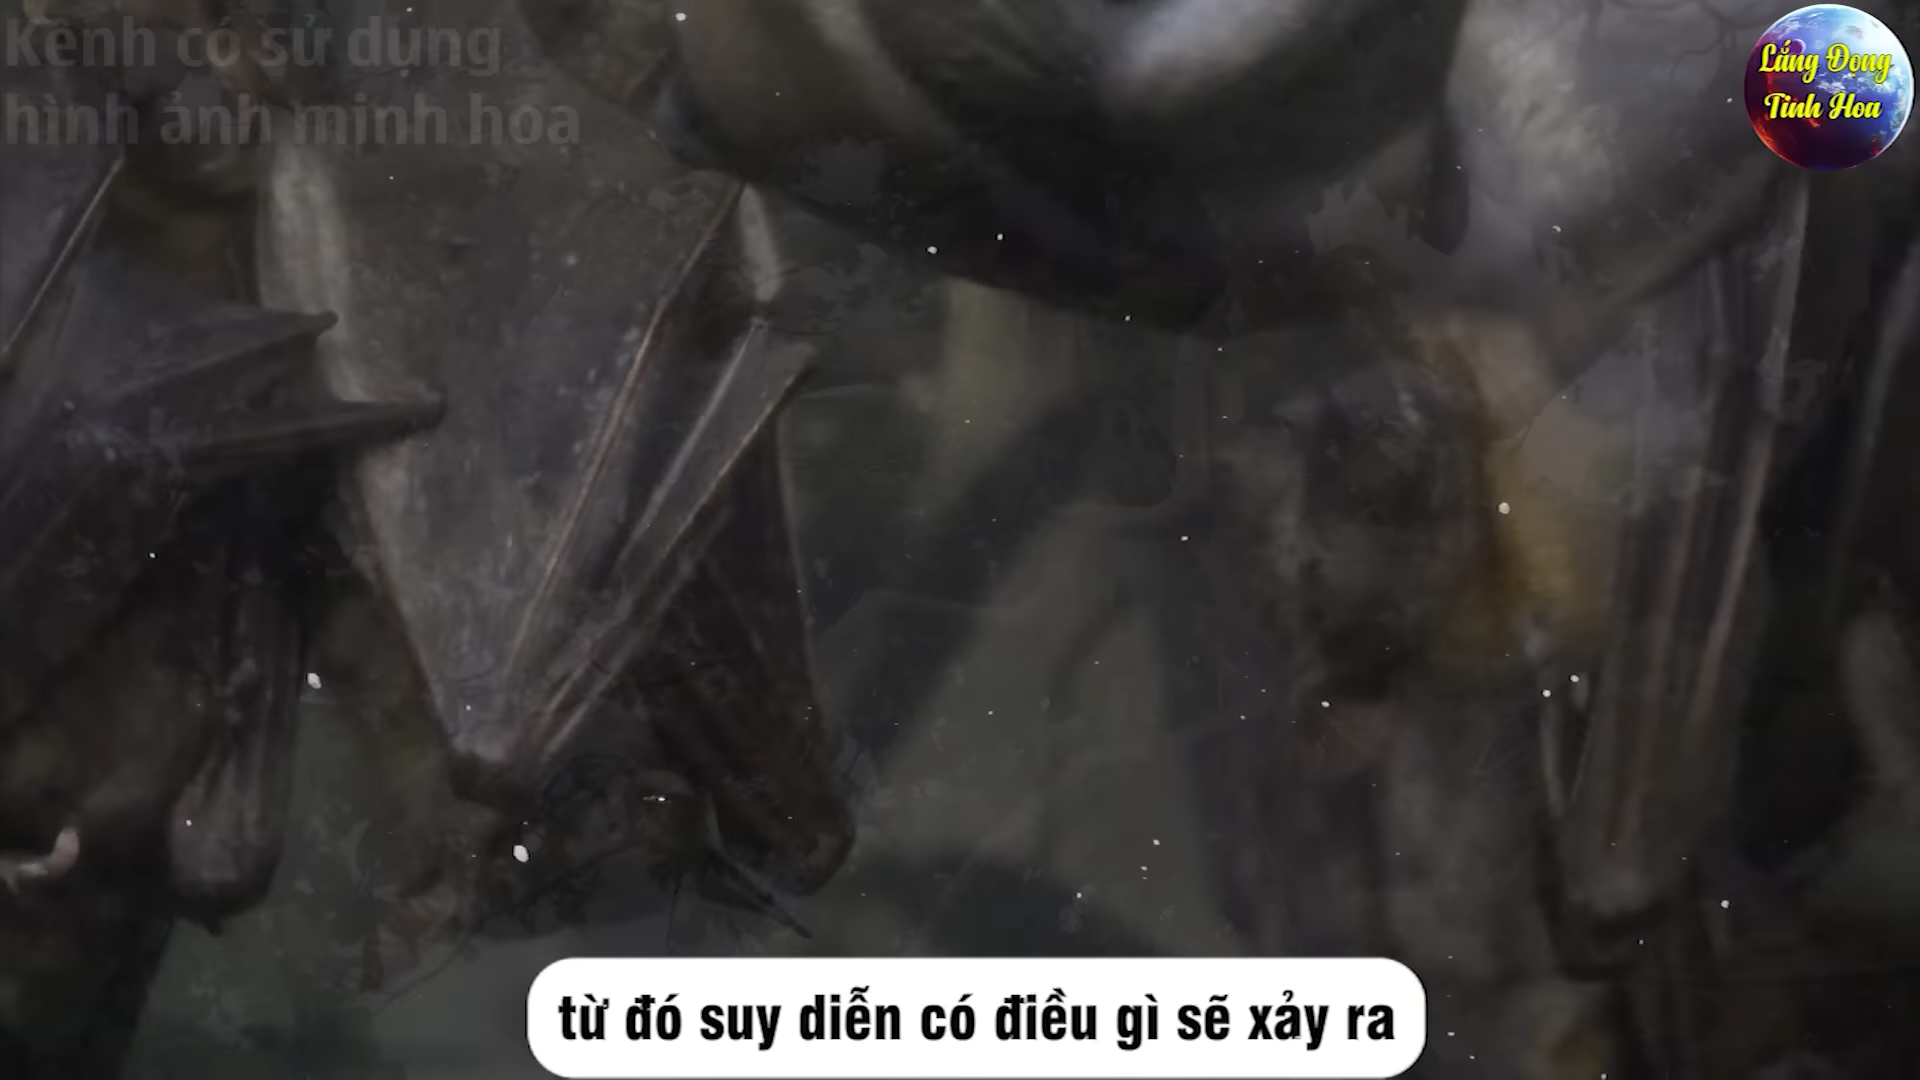 Kênh có sử dụng
hình ảnh minh họa
Lắng Đọng
Tinh Hoa
từ đó suy diễn có điều gì sẽ xảy ra